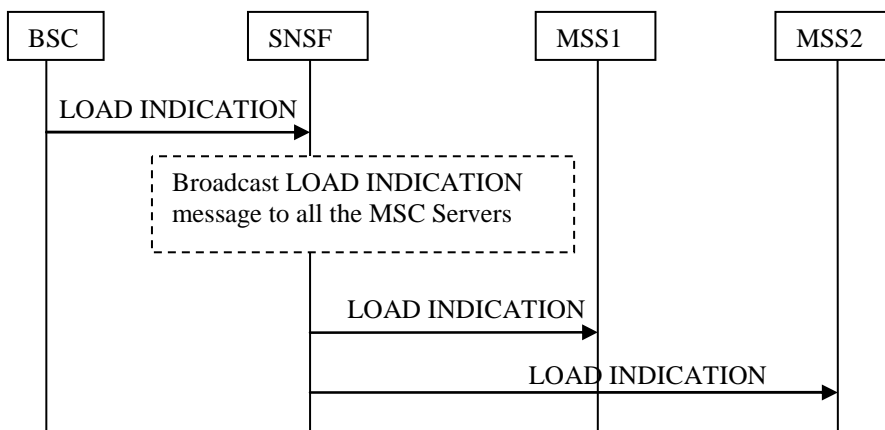 BSC
SNSF
MSS1
MSS2
LOAD INDICATION
Broadcast LOAD INDICATION
message to all the MSC Servers
LOAD INDICATION
LOAD INDICATION